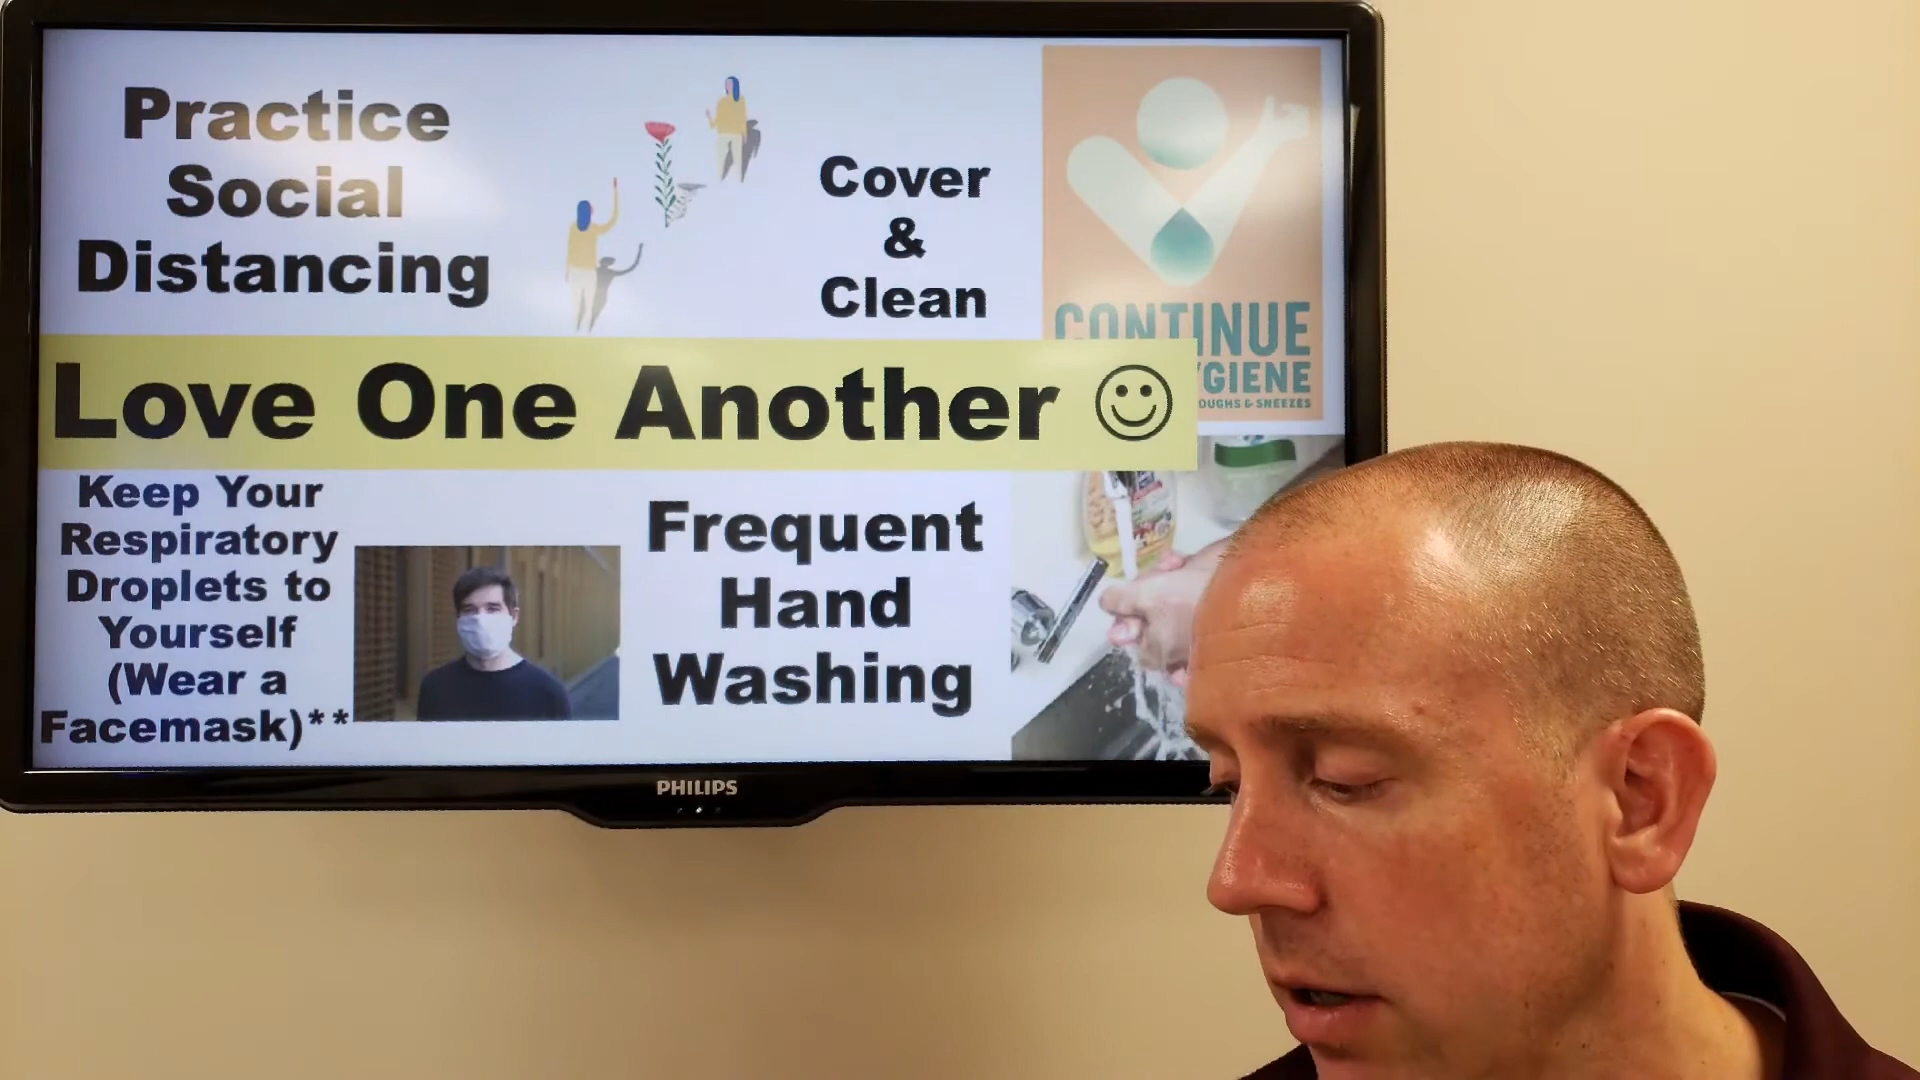 Practice
Social
Distancing
Cover
&
Clean
CONTINUE
GIENE
OUGHS & SNEEZES
Love One Another ☺
Keep Your
Respiratory
Droplets to
Yourself
(Wear a
Facemask)**
Frequent
Hand
Washing
PHILIPS